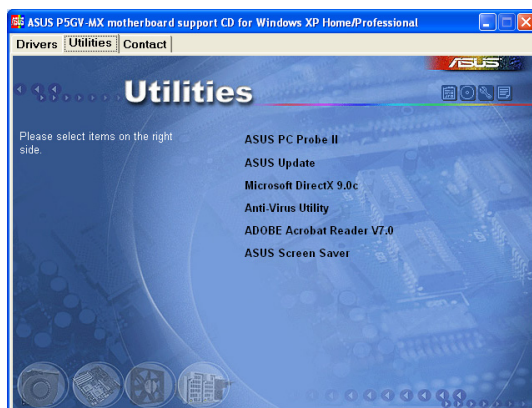 ASUS P5GV-MX motherboard support CD for Windows XP Home/Professional
Drivers Utilities Contact
/SUS
Utilities
Please select items on the right
side.
ASUS PC Probe II
ASUS Update
Microsoft DirectX 9.0c
Anti-Virus Utility
ADOBE Acrobat Reader V7.0
ASUS Screen Saver